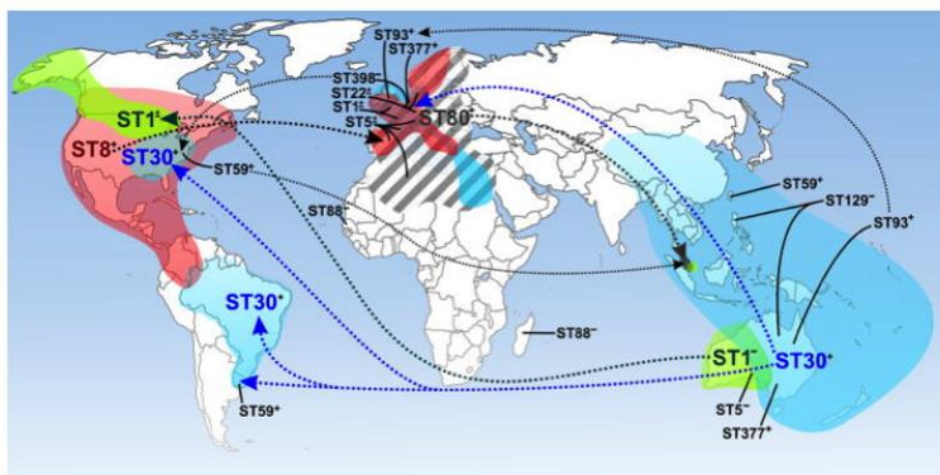 ST93⁺
ST377⁺
ST398⁻
ST22±
ST1±
ST5±
ST80
ST1±
ST8±
ST30⁺
ST59⁺
ST88⁻
ST59⁺
ST129⁻
ST93⁺
ST30⁺
ST88⁻
ST1⁻
ST30⁺
ST59⁺
ST5⁻
ST377⁺